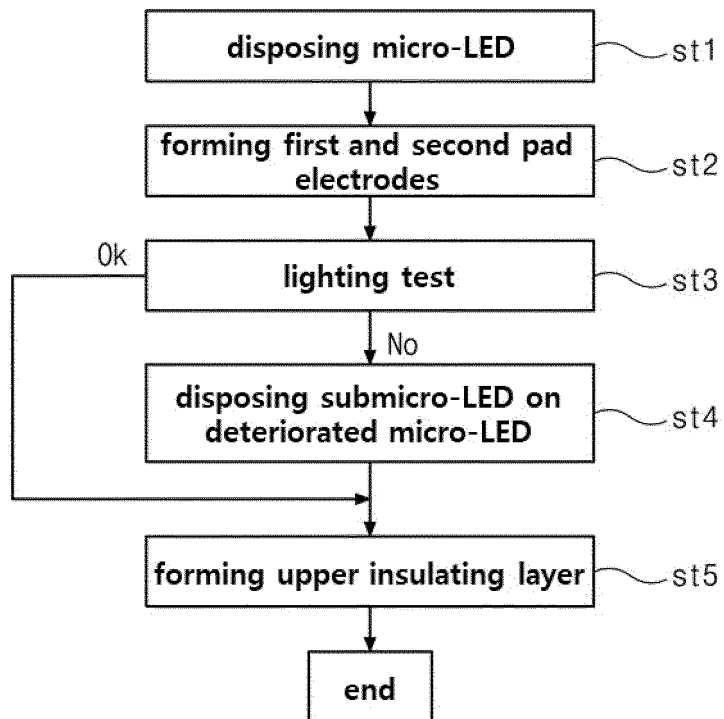 disposing micro-LED
st1
forming first and second pad
electrodes
st2
Ok
lighting test
st3
No
disposing submicro-LED on
deteriorated micro-LED
st4
forming upper insulating layer
st5
end